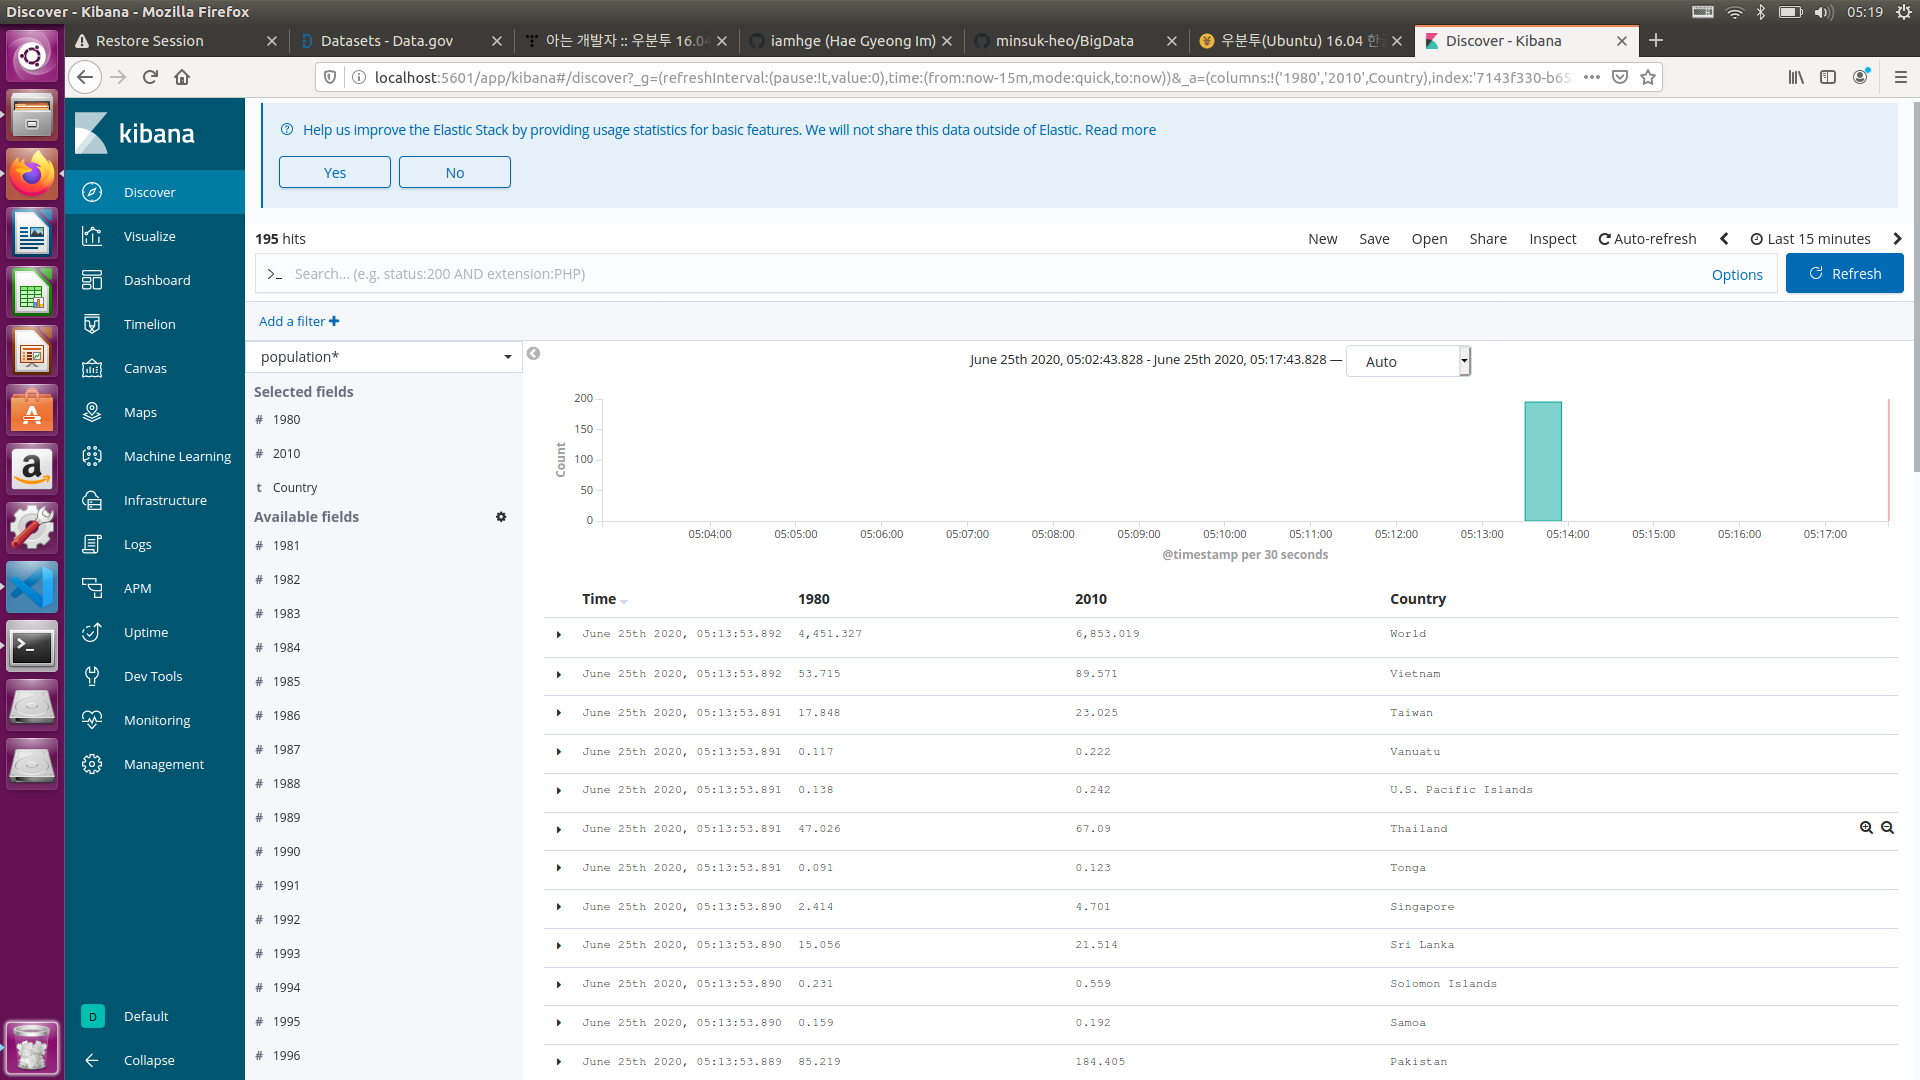 Discover - Kibana - Mozilla Firefox
05:19
Restore Session
Datasets - Data.gov
아는 개발자 :: 우분투 16.04
iamhge (Hae Gyeong Im)
minsuk-heo/BigData
우분투(Ubuntu) 16.04 한
Discover - Kibana
localhost:5601/app/kibana#/discover?_g=(refreshInterval:(pause:!t,value:0),time:(from:now-15m,mode:quick,to:now))&_a=(columns:!('1980','2010',Country),index:'7143f330-b65
kibana
Discover
Visualize
Dashboard
Timelion
Canvas
Maps
Machine Learning
Infrastructure
Logs
APM
Uptime
Dev Tools
Monitoring
Management
D Default
Collapse
Help us improve the Elastic Stack by providing usage statistics for basic features. We will not share this data outside of Elastic. Read more
Yes
No
195 hits
New Save Open Share Inspect Auto-refresh Last 15 minutes
>_ Search... (e.g. status:200 AND extension:PHP)
Options
Refresh
Add a filter +
population*
Selected fields
# 1980
# 2010
t Country
Available fields
# 1981
# 1982
# 1983
# 1984
# 1985
# 1986
# 1987
# 1988
# 1989
# 1990
# 1991
# 1992
# 1993
# 1994
# 1995
# 1996
June 25th 2020, 05:02:43.828 - June 25th 2020, 05:17:43.828 —
Auto
200
150
100
50
0
Count
05:04:00 05:05:00 05:06:00 05:07:00 05:08:00 05:09:00 05:10:00 05:11:00 05:12:00 05:13:00 05:14:00 05:15:00 05:16:00 05:17:00
@timestamp per 30 seconds
Time 1980 2010 Country
June 25th 2020, 05:13:53.892 4,451.327 6,853.019 World
June 25th 2020, 05:13:53.892 53.715 89.571 Vietnam
June 25th 2020, 05:13:53.891 17.848 23.025 Taiwan
June 25th 2020, 05:13:53.891 0.117 0.222 Vanuatu
June 25th 2020, 05:13:53.891 0.138 0.242 U.S. Pacific Islands
June 25th 2020, 05:13:53.891 47.026 67.09 Thailand
June 25th 2020, 05:13:53.891 0.091 0.123 Tonga
June 25th 2020, 05:13:53.890 2.414 4.701 Singapore
June 25th 2020, 05:13:53.890 15.056 21.514 Sri Lanka
June 25th 2020, 05:13:53.890 0.231 0.559 Solomon Islands
June 25th 2020, 05:13:53.890 0.159 0.192 Samoa
June 25th 2020, 05:13:53.889 85.219 184.405 Pakistan